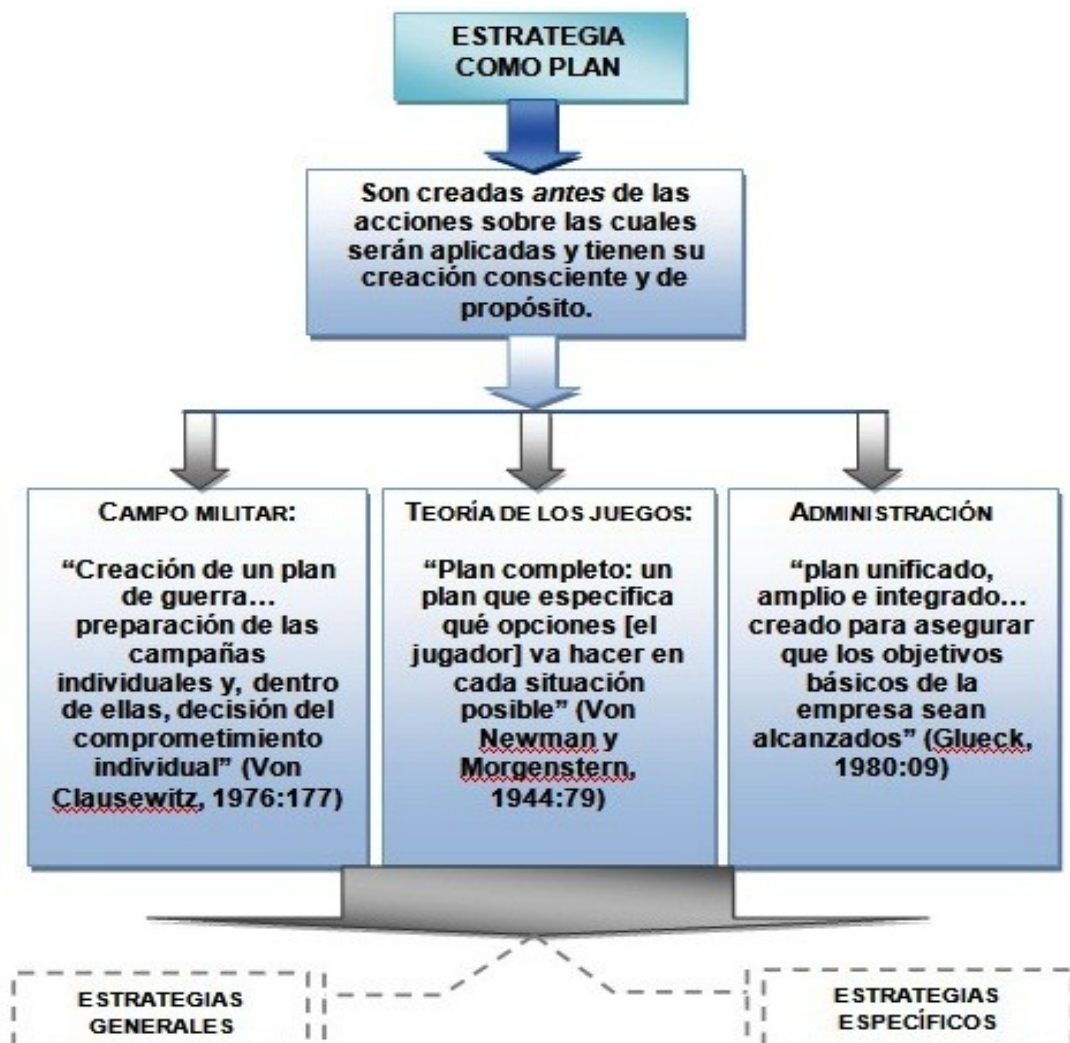 ESTRATEGIA
COMO PLAN
Son creadas antes de las
acciones sobre las cuales
serán aplicadas y tienen su
creación consciente y de
propósito.
CAMPO MILITAR:
“Creación de un plan
de guerra…
preparación de las
campañas
individuales y, dentro
de ellas, decisión del
comprometimiento
individual” (Von
Clausewitz, 1976:177)
TEORÍA DE LOS JUEGOS:
“Plan completo: un
plan que especifica
qué opciones [el
jugador] va hacer en
cada situación
posible” (Von
Newman y
Morgenstern,
1944:79)
ADMINISTRACIÓN
“plan unificado,
amplio e integrado…
creado para asegurar
que los objetivos
básicos de la
empresa sean
alcanzados” (Glueck,
1980:09)
ESTRATEGIAS
GENERALES
ESTRATEGIAS
ESPECÍFICOS